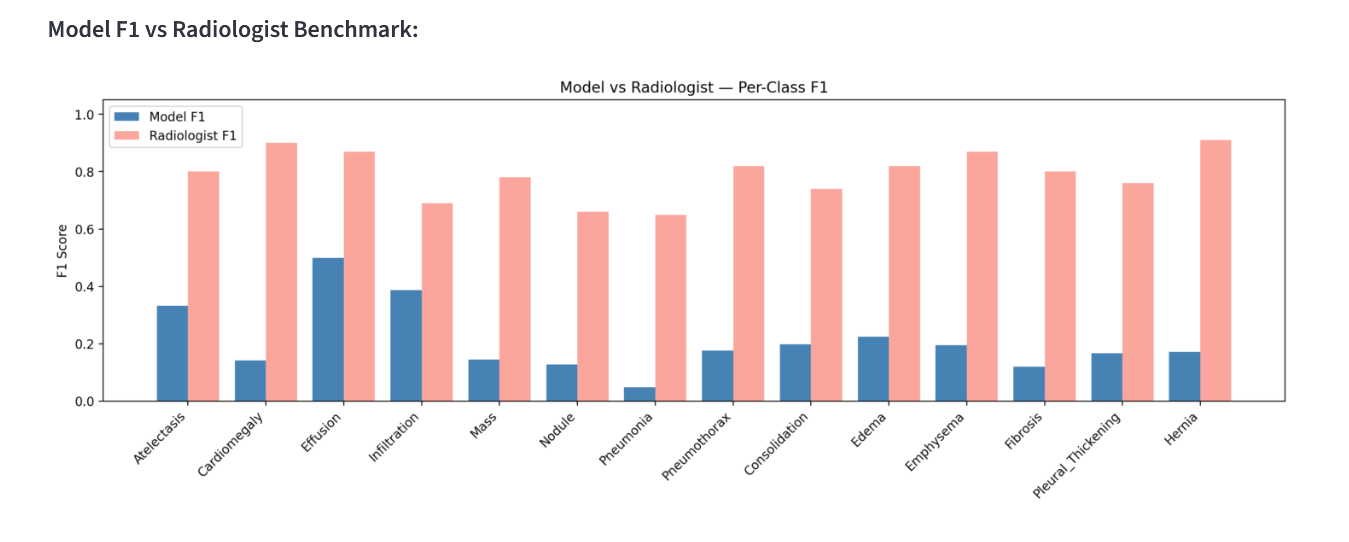 Model F1 vs Radiologist Benchmark:
Model vs Radiologist — Per-Class F1
Model F1
Radiologist F1
F1 Score
1.0
0.8
0.6
0.4
0.2
0.0
Atelectasis
Cardiomegaly
Effusion
Infiltration
Mass
Nodule
Pneumonia
Pneumothorax
Consolidation
Edema
Emphysema
Fibrosis
Pleural_Thickening
Hernia